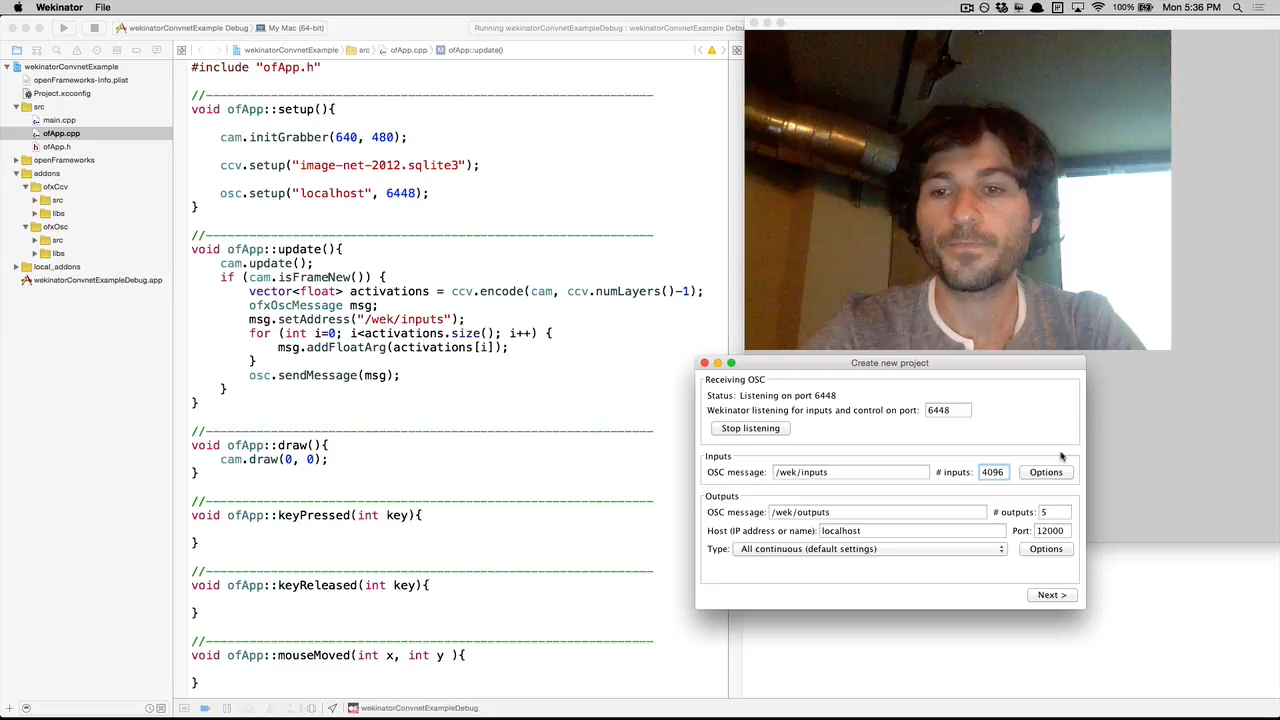 Wekinator File
100% Mon 5:36 PM
wekinatorConvnetExample Debug My Mac (64-bit)
Running wekinatorConvnetExampleDebug : wekinatorConvnetExampleDebug
wekinatorConvnetExample src ofApp.cpp ofApp::update()
wekinatorConvnetExample
openFrameworks-Info.plist
Project.xcconfig
src
main.cpp
ofApp.cpp
ofApp.h
openFrameworks
addons
ofxCcv
src
libs
ofxOsc
src
libs
local_addons
wekinatorConvnetExampleDebug.app
#include "ofApp.h"
//--------------------------------------------------------------
void ofApp::setup(){
cam.initGrabber(640, 480);
ccv.setup("image-net-2012.sqlite3");
osc.setup("localhost", 6448);
}
//--------------------------------------------------------------
void ofApp::update(){
cam.update();
if (cam.isFrameNew()) {
vector<float> activations = ccv.encode(cam, ccv.numLayers()-1);
ofxOscMessage msg;
msg.setAddress("/wek/inputs");
for (int i=0; i<activations.size(); i++) {
msg.addFloatArg(activations[i]);
}
osc.sendMessage(msg);
}
}
//--------------------------------------------------------------
void ofApp::draw(){
cam.draw(0, 0);
}
//--------------------------------------------------------------
void ofApp::keyPressed(int key){
}
//--------------------------------------------------------------
void ofApp::keyReleased(int key){
}
//--------------------------------------------------------------
void ofApp::mouseMoved(int x, int y ){
}
wekinatorConvnetExampleDebug
Create new project
Receiving OSC
Status: Listening on port 6448
Wekinator listening for inputs and control on port: 6448
Stop listening
Inputs
OSC message: /wek/inputs # inputs: 4096 Options
Outputs
OSC message: /wek/outputs # outputs: 5
Host (IP address or name): localhost Port: 12000
Type: All continuous (default settings) Options
Next >